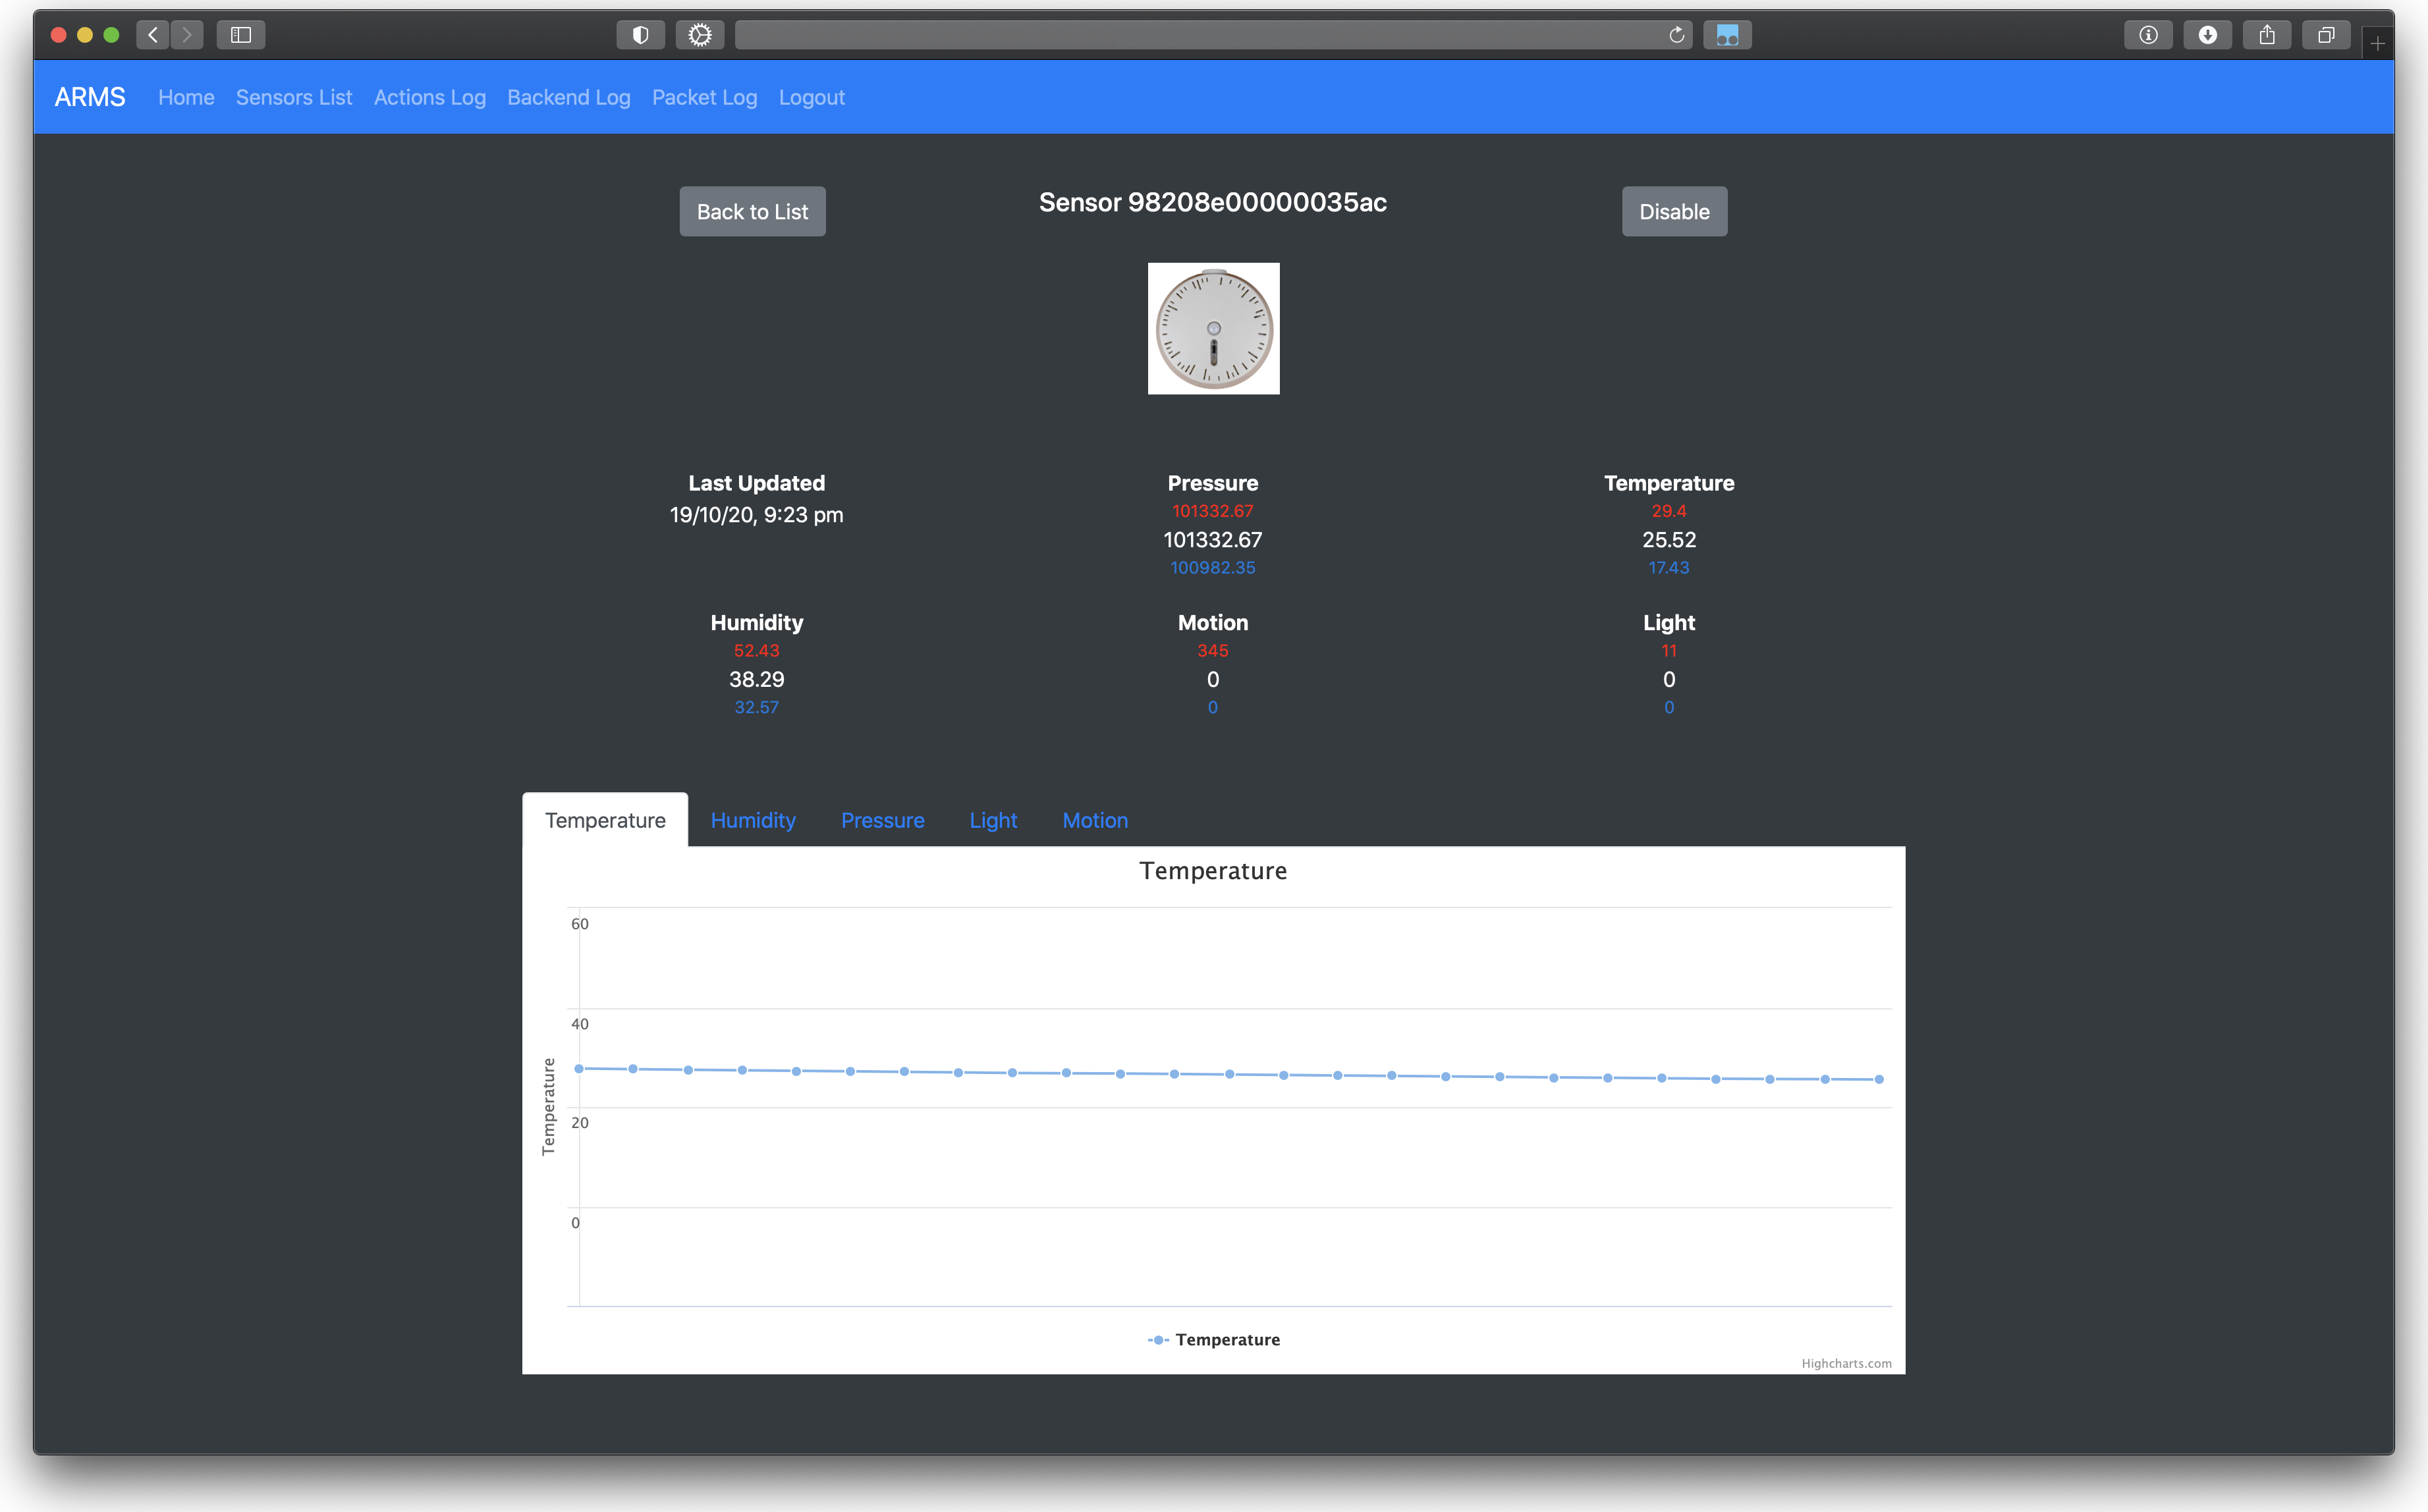 ARMS Home Sensors List Actions Log Backend Log Packet Log Logout
Back to List Sensor 98208e00000035ac Disable
Last Updated Pressure Temperature
19/10/20, 9:23 pm 101332.67 29.4
101332.67 25.52
100982.35 17.43
Humidity Motion Light
52.43 345 11
38.29 0 0
32.57 0 0
Temperature Humidity Pressure Light Motion
Temperature
60
40
20
0
Temperature
Temperature
Highcharts.com